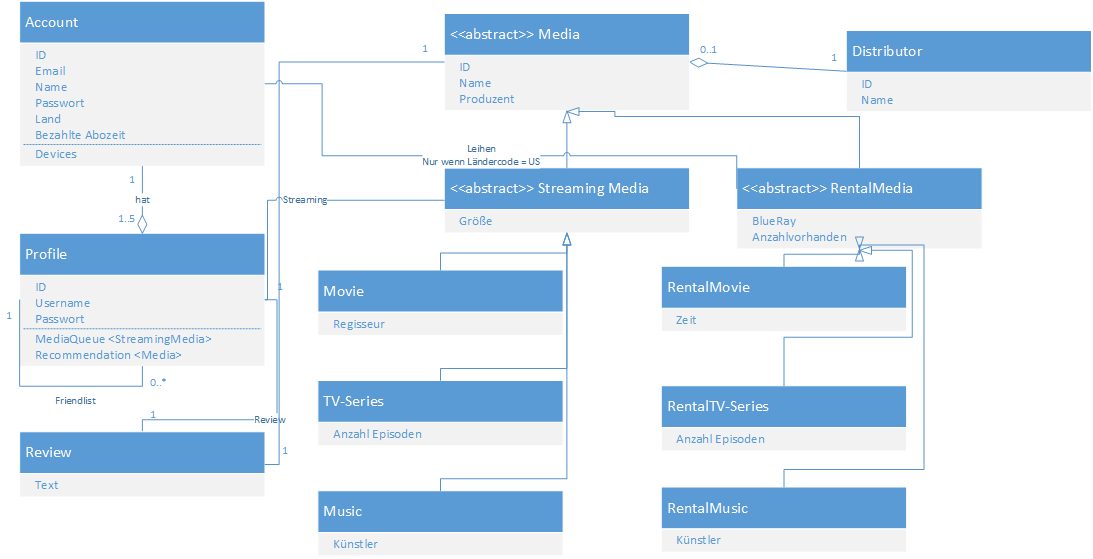 Account
ID
Email
Name
Passwort
Land
Bezahlte Abozeit
Devices
1
hat
1..5
Profile
ID
Username
Passwort
MediaQueue <StreamingMedia>
Recommendation <Media>
1
1
0..*
Friendlist
1
Review
1
Review
Text
1
<<abstract>> Media
ID
Name
Produzent
0..1
1
Distributor
ID
Name
Leihen
Nur wenn Ländercode = US
Streaming
<<abstract>> Streaming Media
Größe
<<abstract>> RentalMedia
BlueRay
Anzahlvorhanden
Movie
Regisseur
TV-Series
Anzahl Episoden
Music
Künstler
RentalMovie
Zeit
RentalTV-Series
Anzahl Episoden
RentalMusic
Künstler